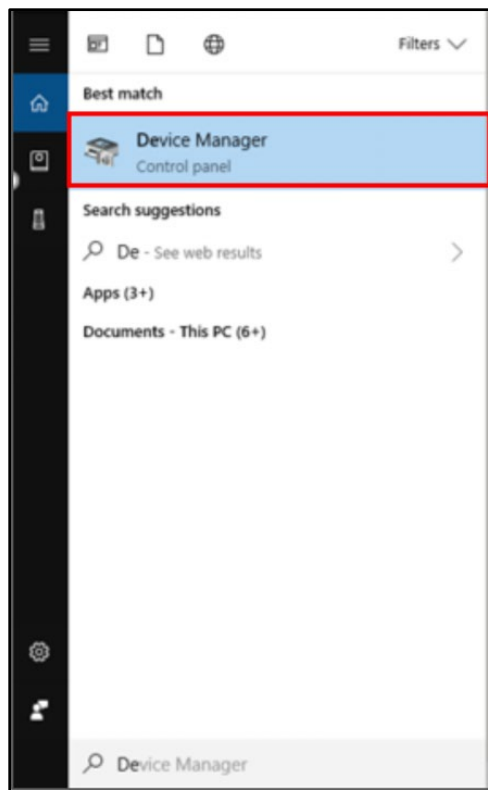 Filters
Best match
Device Manager
Control panel
Search suggestions
De - See web results
Apps (3+)
Documents - This PC (6+)
Device Manager